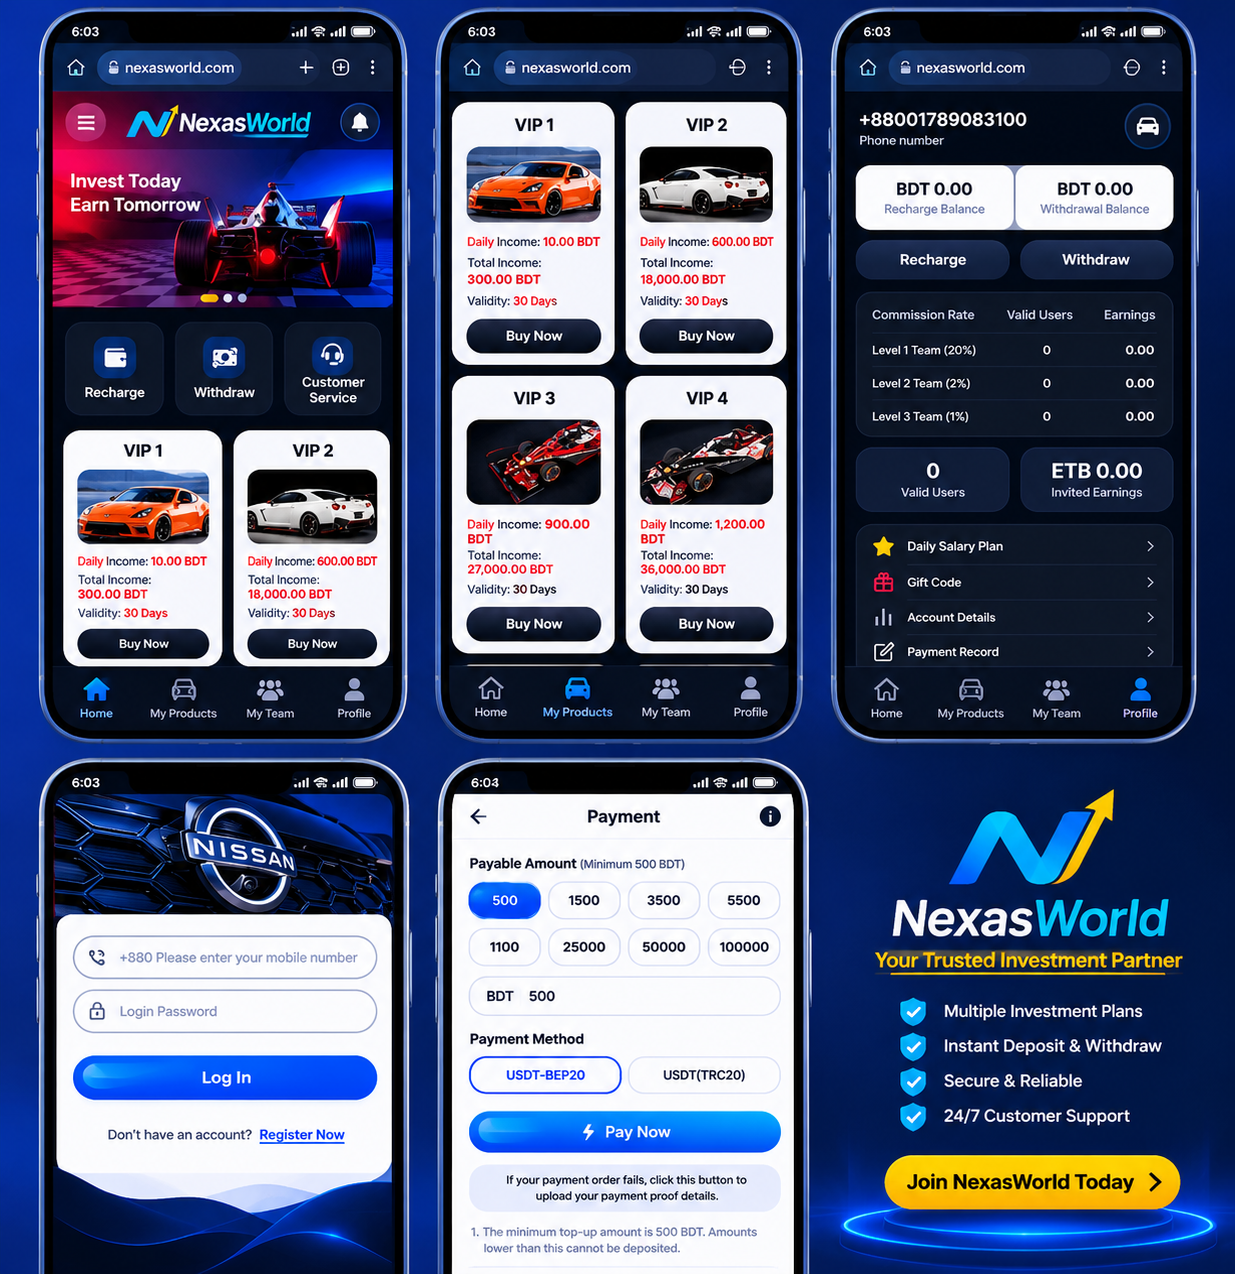 6:03
nexasworld.com
NexasWorld
Invest Today
Earn Tomorrow
Recharge
Withdraw
Customer
Service
VIP 1
Daily Income: 10.00 BDT
Total Income:
300.00 BDT
Validity: 30 Days
Buy Now
VIP 2
Daily Income: 600.00 BDT
Total Income:
18,000.00 BDT
Validity: 30 Days
Buy Now
Home
My Products
My Team
Profile
6:03
nexasworld.com
VIP 1
Daily Income: 10.00 BDT
Total Income:
300.00 BDT
Validity: 30 Days
Buy Now
VIP 2
Daily Income: 600.00 BDT
Total Income:
18,000.00 BDT
Validity: 30 Days
Buy Now
VIP 3
Daily Income: 900.00
BDT
Total Income:
27,000.00 BDT
Validity: 30 Days
Buy Now
VIP 4
Daily Income: 1,200.00
BDT
Total Income:
36,000.00 BDT
Validity: 30 Days
Buy Now
Home
My Products
My Team
Profile
6:03
nexasworld.com
+88001789083100
Phone number
BDT 0.00
Recharge Balance
BDT 0.00
Withdrawal Balance
Recharge
Withdraw
Commission Rate Valid Users Earnings
Level 1 Team (20%) 0 0.00
Level 2 Team (2%) 0 0.00
Level 3 Team (1%) 0 0.00
0
Valid Users
ETB 0.00
Invited Earnings
Daily Salary Plan
Gift Code
Account Details
Payment Record
Home
My Products
My Team
Profile
6:03
NISSAN
+880 Please enter your mobile number
Login Password
Log In
Don't have an account? Register Now
6:04
Payment
Payable Amount (Minimum 500 BDT)
500 1500 3500 5500
1100 25000 50000 100000
BDT 500
Payment Method
USDT-BEP20 USDT(TRC20)
Pay Now
If your payment order fails, click this button to
upload your payment proof details.
1. The minimum top-up amount is 500 BDT. Amounts
lower than this cannot be deposited.
NexasWorld
Your Trusted Investment Partner
Multiple Investment Plans
Instant Deposit & Withdraw
Secure & Reliable
24/7 Customer Support
Join NexasWorld Today